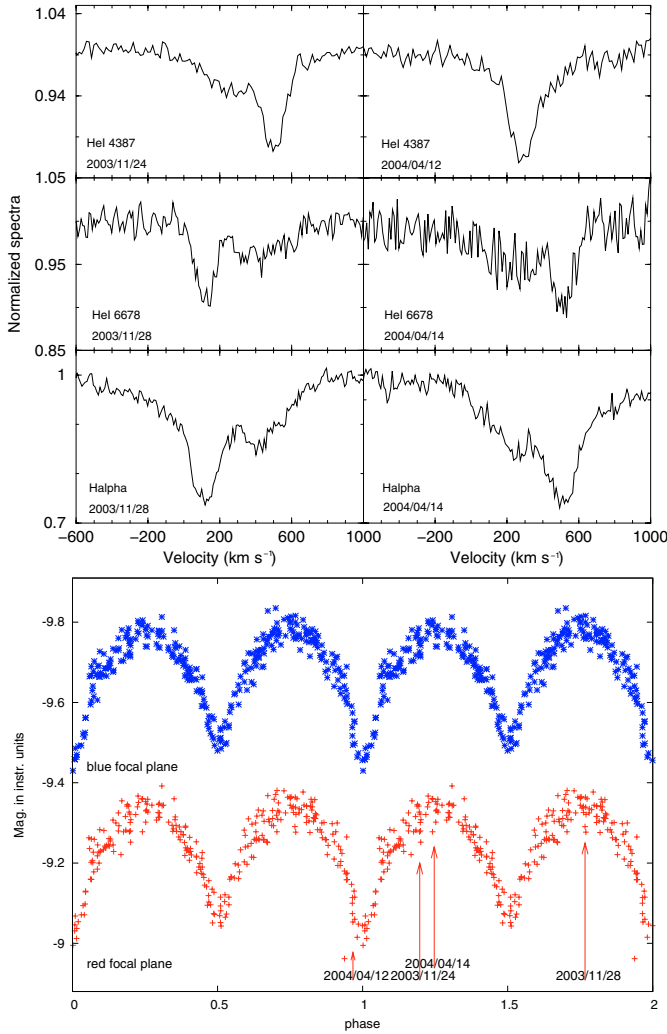 1.04
0.94
HeI 4387
2003/11/24
HeI 4387
2004/04/12
1.05
Normalized spectra
0.95
HeI 6678
2003/11/28
HeI 6678
2004/04/14
0.85
1
Halpha
2003/11/28
Halpha
2004/04/14
0.7
−600 −200 200 600 1000 −600 −200 200 600 1000
Velocity (km s⁻¹) Velocity (km s⁻¹)
-9.8
-9.6
blue focal plane
-9.4
Mag. in instr. units
-9.2
-9
red focal plane
2004/04/14
2004/04/12 2003/11/24 2003/11/28
0 0.5 1 1.5 2
phase